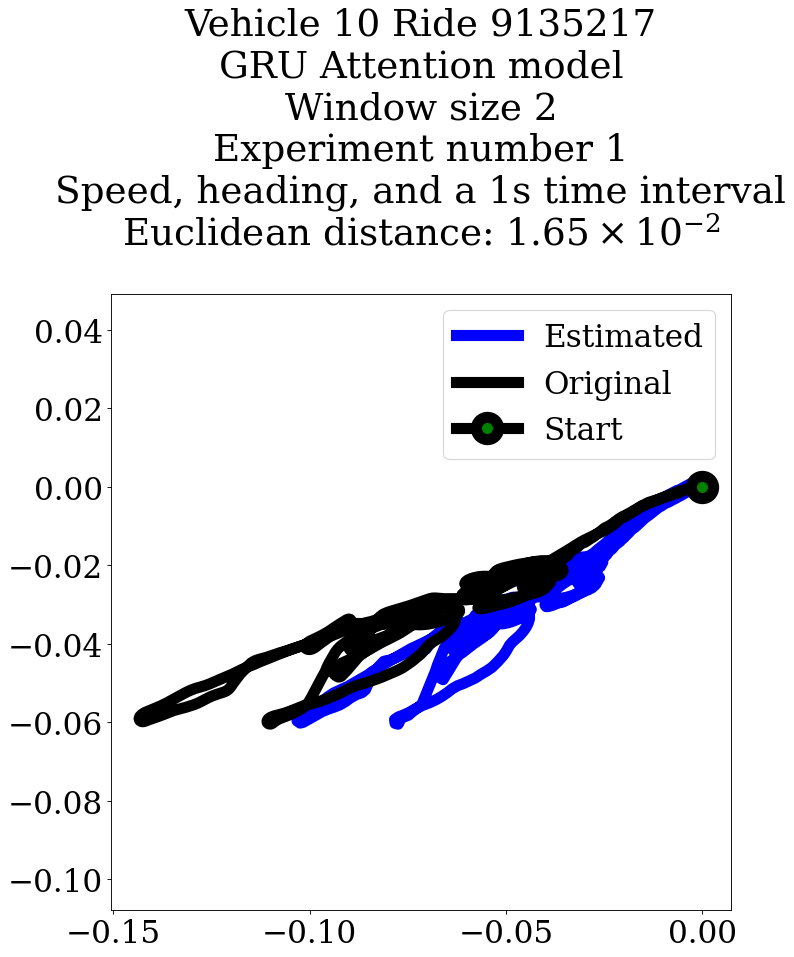 Vehicle 10 Ride 9135217
GRU Attention model
Window size 2
Experiment number 1
Speed, heading, and a 1s time interval
Euclidean distance: 1.65 × 10⁻²
Estimated
Original
Start
0.04
0.02
0.00
−0.02
−0.04
−0.06
−0.08
−0.10
−0.15
−0.10
−0.05
0.00